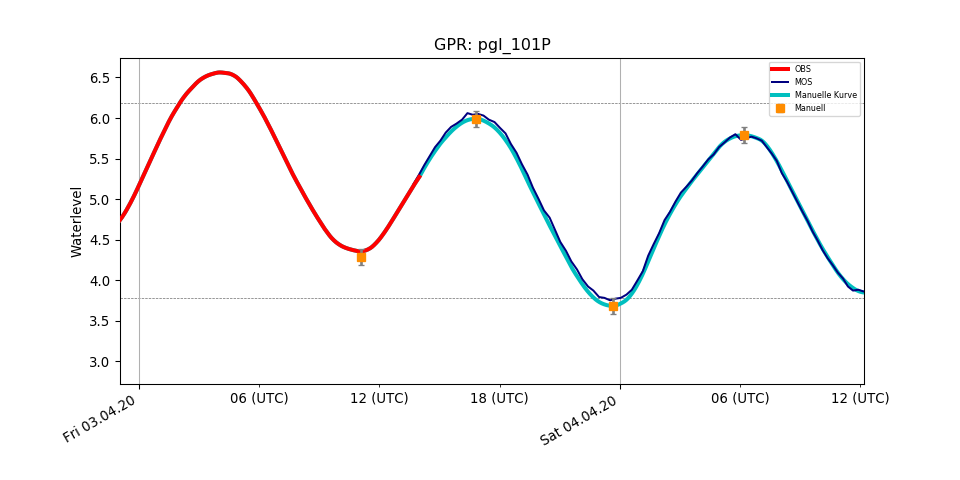 GPR: pgl_101P
OBS
MOS
Manuelle Kurve
Manuell
Waterlevel
6.5
6.0
5.5
5.0
4.5
4.0
3.5
3.0
Fri 03.04.20
06 (UTC)
12 (UTC)
18 (UTC)
Sat 04.04.20
06 (UTC)
12 (UTC)